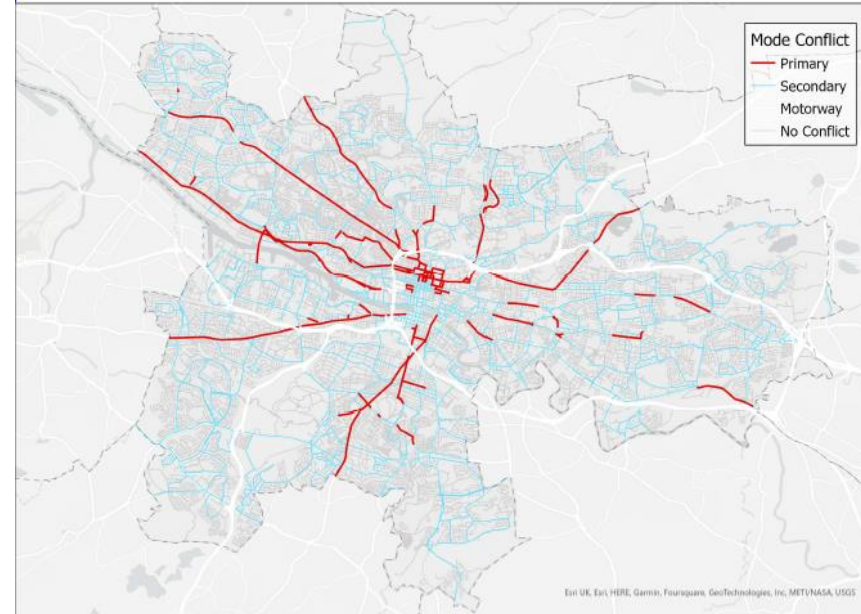 Mode Conflict
Primary
Secondary
Motorway
No Conflict
Esri UK, Esri, HERE, Garmin, Foursquare, GeoTechnologies, Inc, METI/NASA, USGS